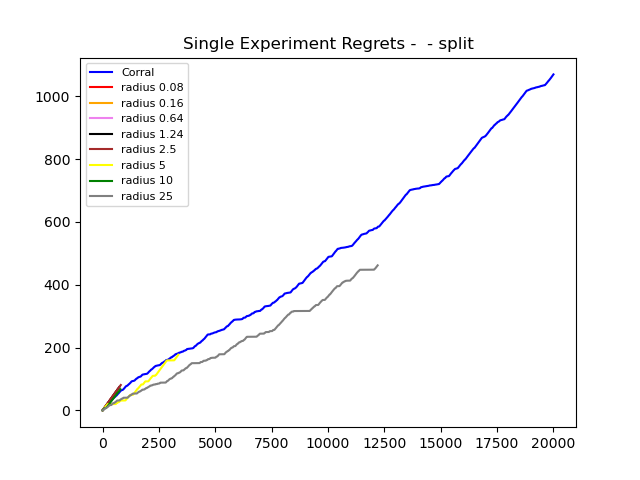 Single Experiment Regrets -  - split
Corral
radius 0.08
radius 0.16
radius 0.64
radius 1.24
radius 2.5
radius 5
radius 10
radius 25
1000
800
600
400
200
0
0 2500 5000 7500 10000 12500 15000 17500 20000